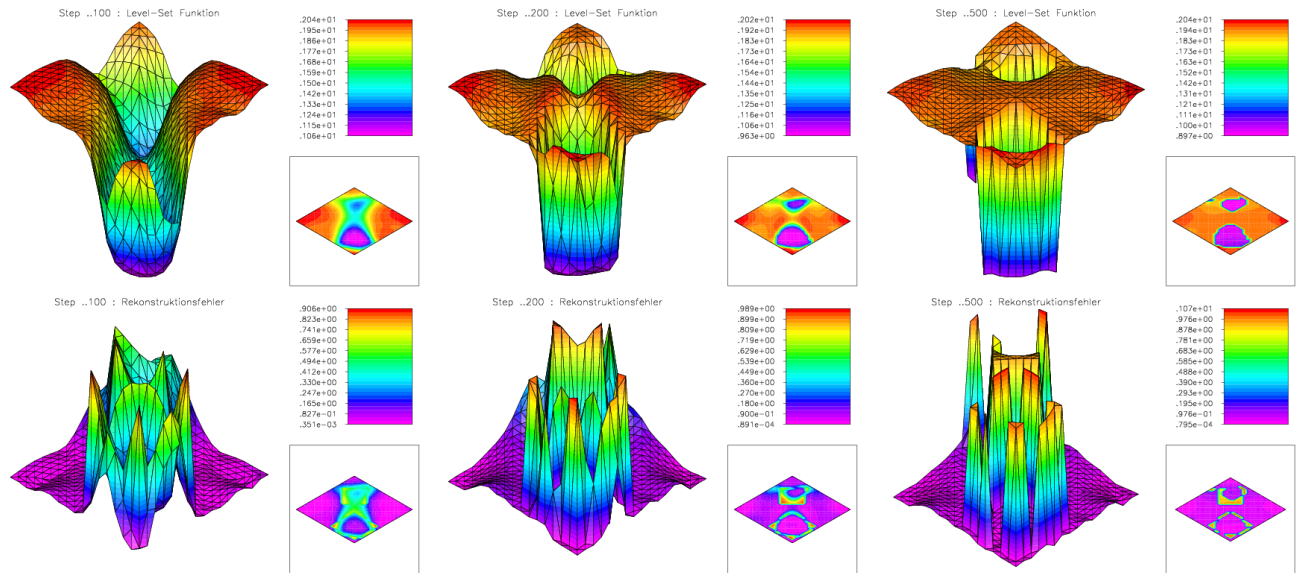 Step ..100 : Level-Set Funktion
.204e+01
.195e+01
.186e+01
.177e+01
.168e+01
.159e+01
.150e+01
.142e+01
.133e+01
.124e+01
.115e+01
.106e+01
Step ..200 : Level-Set Funktion
.202e+01
.192e+01
.183e+01
.173e+01
.163e+01
.154e+01
.144e+01
.134e+01
.125e+01
.115e+01
.106e+01
.963e+00
Step ..500 : Level-Set Funktion
.204e+01
.194e+01
.183e+01
.173e+01
.163e+01
.152e+01
.142e+01
.131e+01
.121e+01
.111e+01
.100e+01
.897e+00
Step ..100 : Rekonstruktionsfehler
.906e+00
.823e+00
.741e+00
.659e+00
.577e+00
.494e+00
.412e+00
.330e+00
.247e+00
.165e+00
.827e-01
.351e-03
Step ..200 : Rekonstruktionsfehler
.989e+00
.899e+00
.809e+00
.719e+00
.629e+00
.539e+00
.449e+00
.360e+00
.270e+00
.180e+00
.900e-01
.891e-04
Step ..500 : Rekonstruktionsfehler
.107e+01
.976e+00
.878e+00
.781e+00
.683e+00
.585e+00
.488e+00
.390e+00
.293e+00
.195e+00
.976e-01
.795e-04